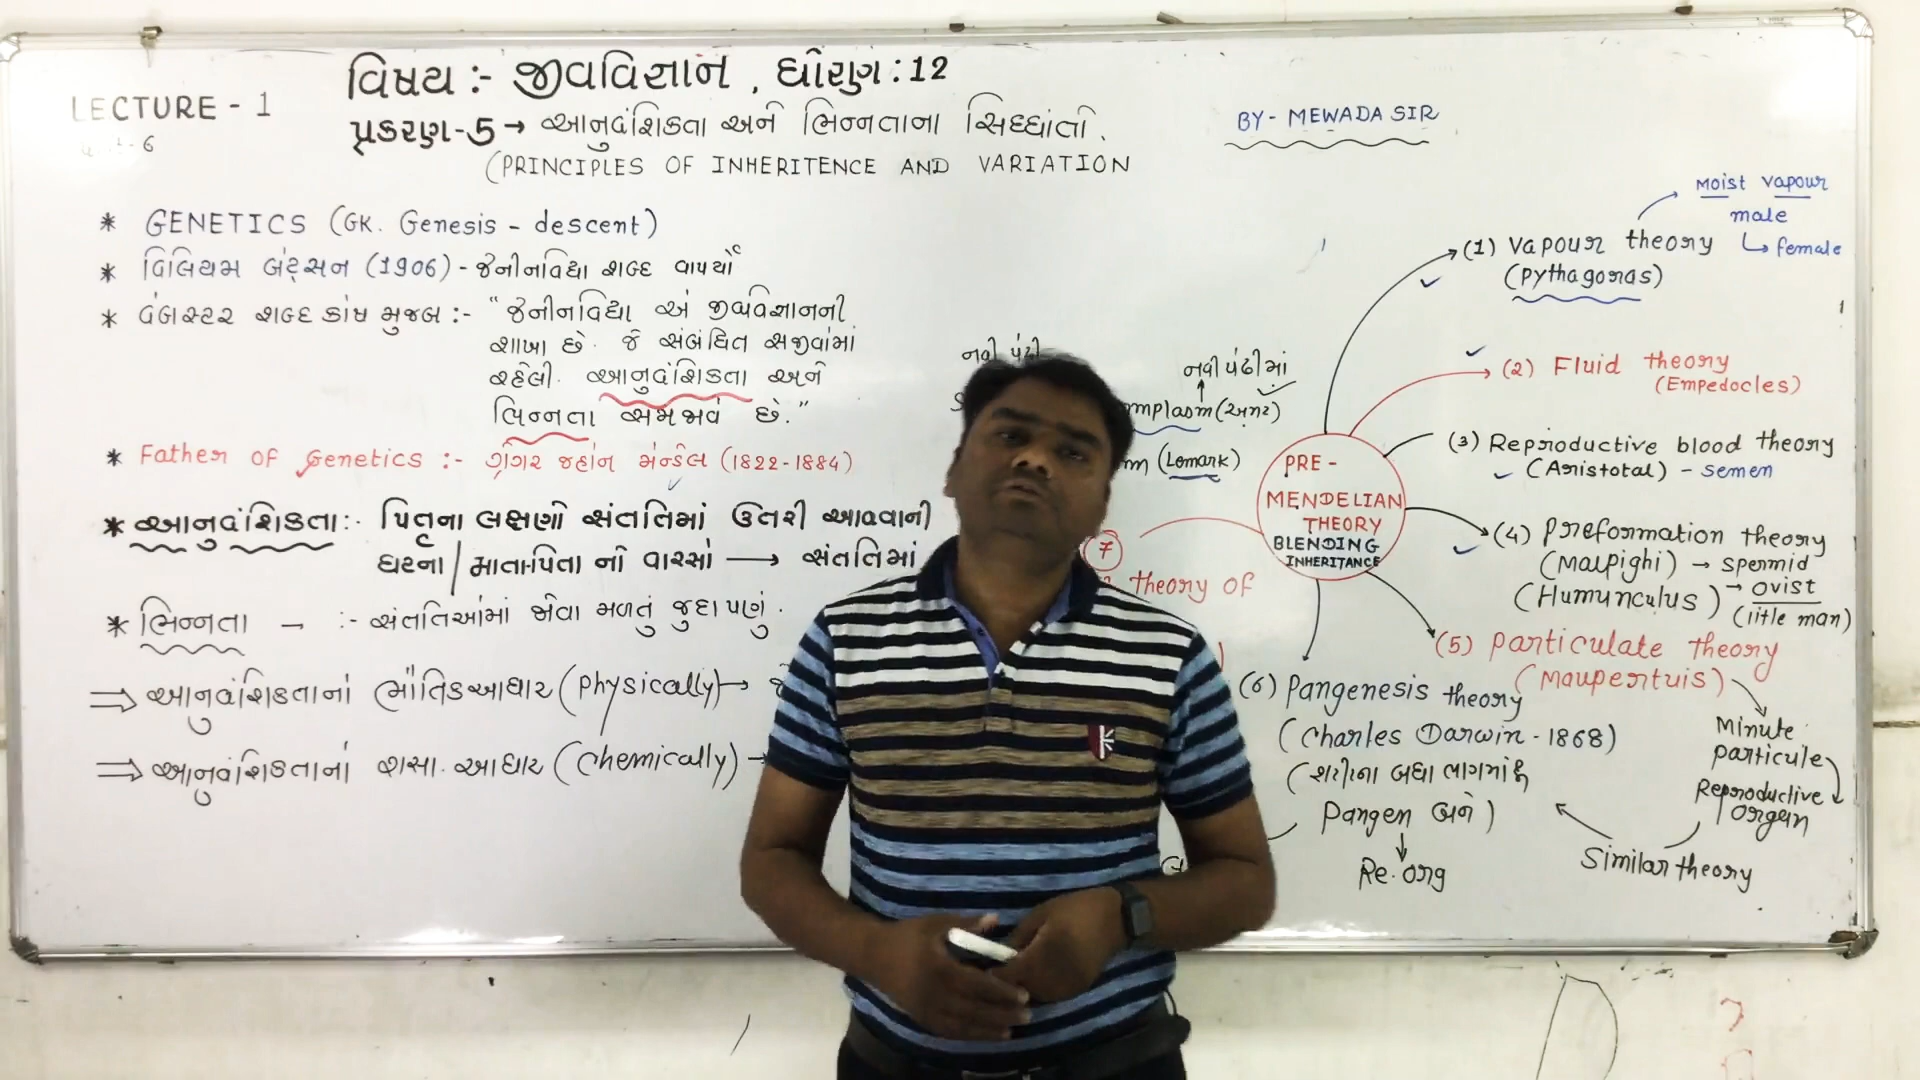 LECTURE - 1
વિષય :- જીવવિજ્ઞાન , ધોરણ : 12
પ્રકરણ-5 → આનુવંશિકતા અને ભિન્નતાના સિધ્ધાંતો.
(PRINCIPLES OF INHERITENCE AND VARIATION
BY - MEWADA SIR
* GENETICS (GK. Genesis - descent)
* વિલિયમ બેટ્સન (1906) - જેનીનવિદ્યા શબ્દ વાપર્યો
* વેબસ્ટર શબ્દ કોષ મુજબ :- "જેનીનવિદ્યા એ જીવવિજ્ઞાનની
શાખા છે. જે સંબંધિત સજીવોમાં
રહેલી. આનુવંશિકતા અને
ભિન્નતા સમજાવે છે."
* Father of Genetics :- ગ્રેગર જ્હોન મેન્ડેલ (1822-1884)
* આનુવંશિકતા :- પિતૃના લક્ષણો સંતતિમાં ઉતરી આવવાની
ઘટના / માતાપિતા નો વારસો → સંતતિમાં
* ભિન્નતા - :- સંતતિઓમાં જોવા મળતું જુદાપણું.
⇒ આનુવંશિકતાનો ભૌતિકઆધાર (Physically) →
⇒ આનુવંશિકતાનો રાસા. આધાર (Chemically) →
PRE -
MENDELIAN
THEORY
BLENDING
INHERITANCE
Moist vapour
male
↳ female
(1) Vapour theory
(Pythagoras)
(2) Fluid theory
(Empedocles)
(3) Reproductive blood theory
(Aristotal) - semen
(4) Preformation theory
(Malpighi) → spermid
(Humunculus) → ovist
(little man)
(5) Particulate theory
(Maupertuis)
Minute
particule
Reproductive
organ
Similar theory
(6) Pangenesis theory
(Charles Darwin - 1868)
(શરીરના બધા ભાગમાંથી
Pangen બને)
Re. org
7
theory of
નવી પેઢી
નવી પેઢીમાં
mplasm (અમર)
m (Lemark)